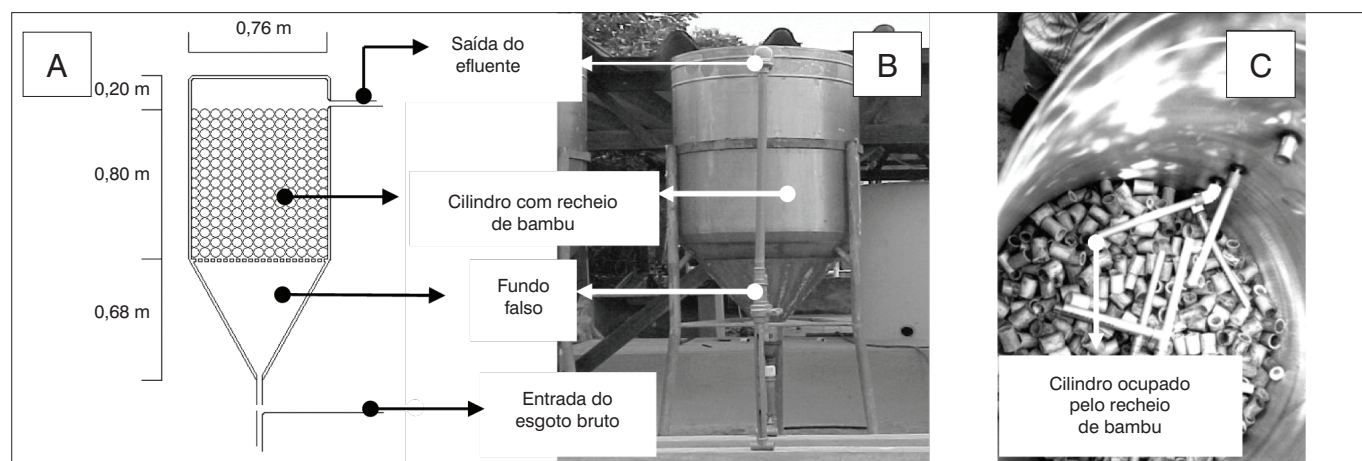 A
0,76 m
0,20 m
0,80 m
0,68 m
Saída do
efluente
Cilindro com recheio
de bambu
Fundo
falso
Entrada do
esgoto bruto
B
C
Cilindro ocupado
pelo recheio
de bambu